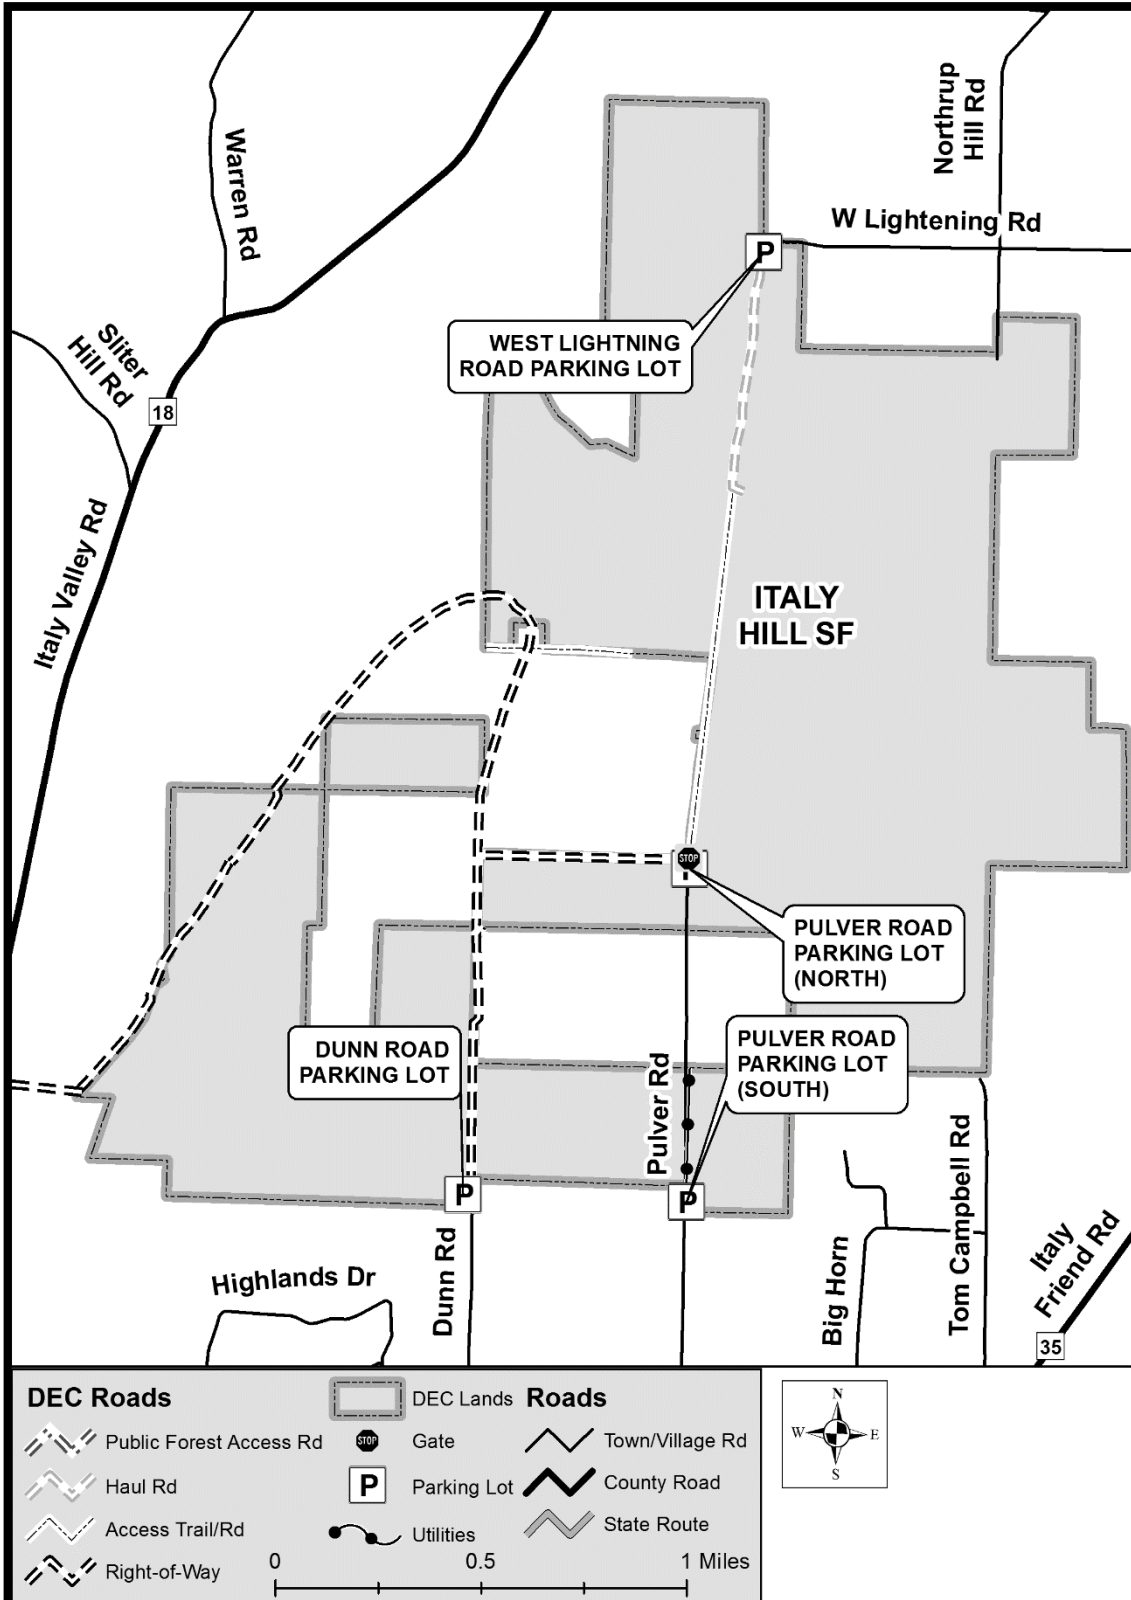 Northrup
Hill Rd
Warren Rd
W Lightening Rd
P
WEST LIGHTNING
ROAD PARKING LOT
Sliter
Hill Rd
18
Italy Valley Rd
ITALY
HILL SF
STOP
PULVER ROAD
PARKING LOT
(NORTH)
DUNN ROAD
PARKING LOT
PULVER ROAD
PARKING LOT
(SOUTH)
Pulver Rd
P
P
Tom Campbell Rd
Italy
Friend Rd
Highlands Dr
Dunn Rd
Big Horn
35
DEC Roads
Public Forest Access Rd
Haul Rd
Access Trail/Rd
Right-of-Way
DEC Lands
STOP Gate
P Parking Lot
Utilities
Roads
Town/Village Rd
County Road
State Route
0 0.5 1 Miles
N
W E
S